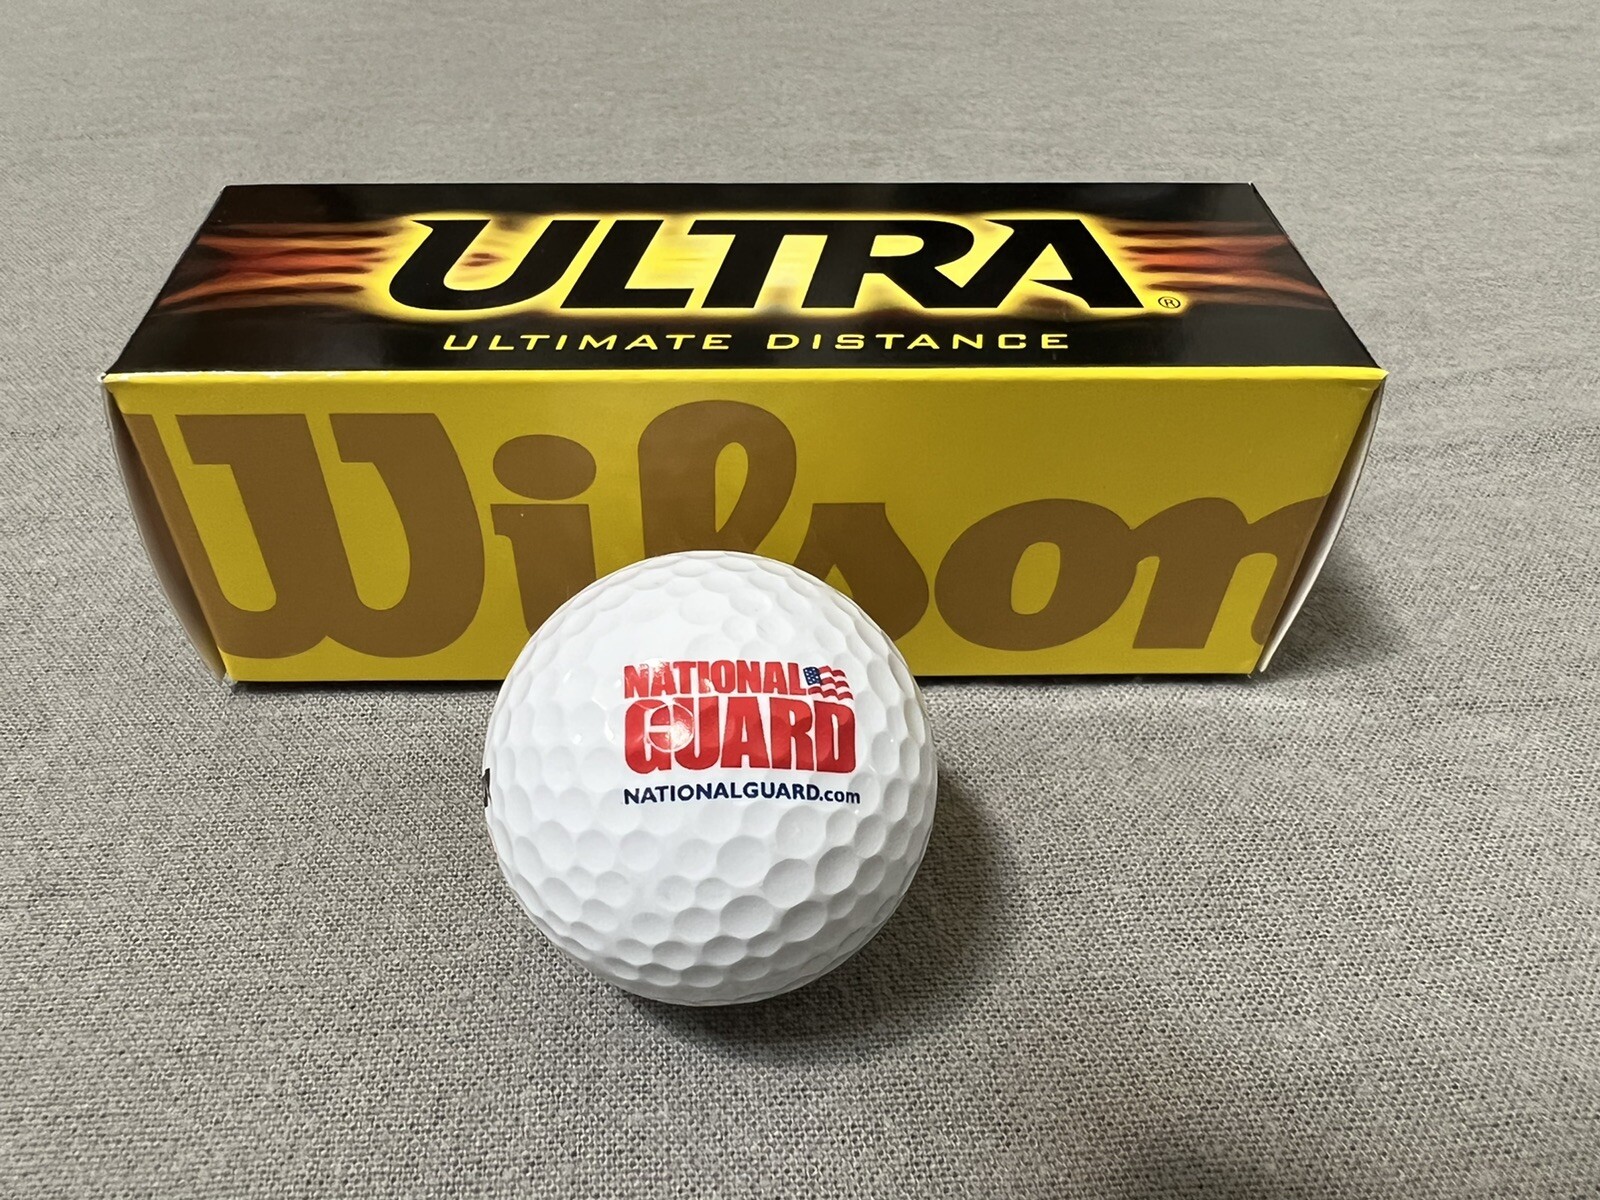 ULTRA®
ULTIMATE DISTANCE
Wilson
NATIONAL
GUARD
NATIONALGUARD.com